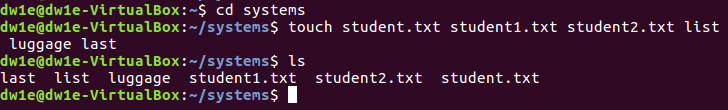 dw1e@dw1e-VirtualBox:~$ cd systems
dw1e@dw1e-VirtualBox:~/systems$ touch student.txt student1.txt student2.txt list
 luggage last
dw1e@dw1e-VirtualBox:~/systems$ ls
last  list  luggage  student1.txt  student2.txt  student.txt
dw1e@dw1e-VirtualBox:~/systems$